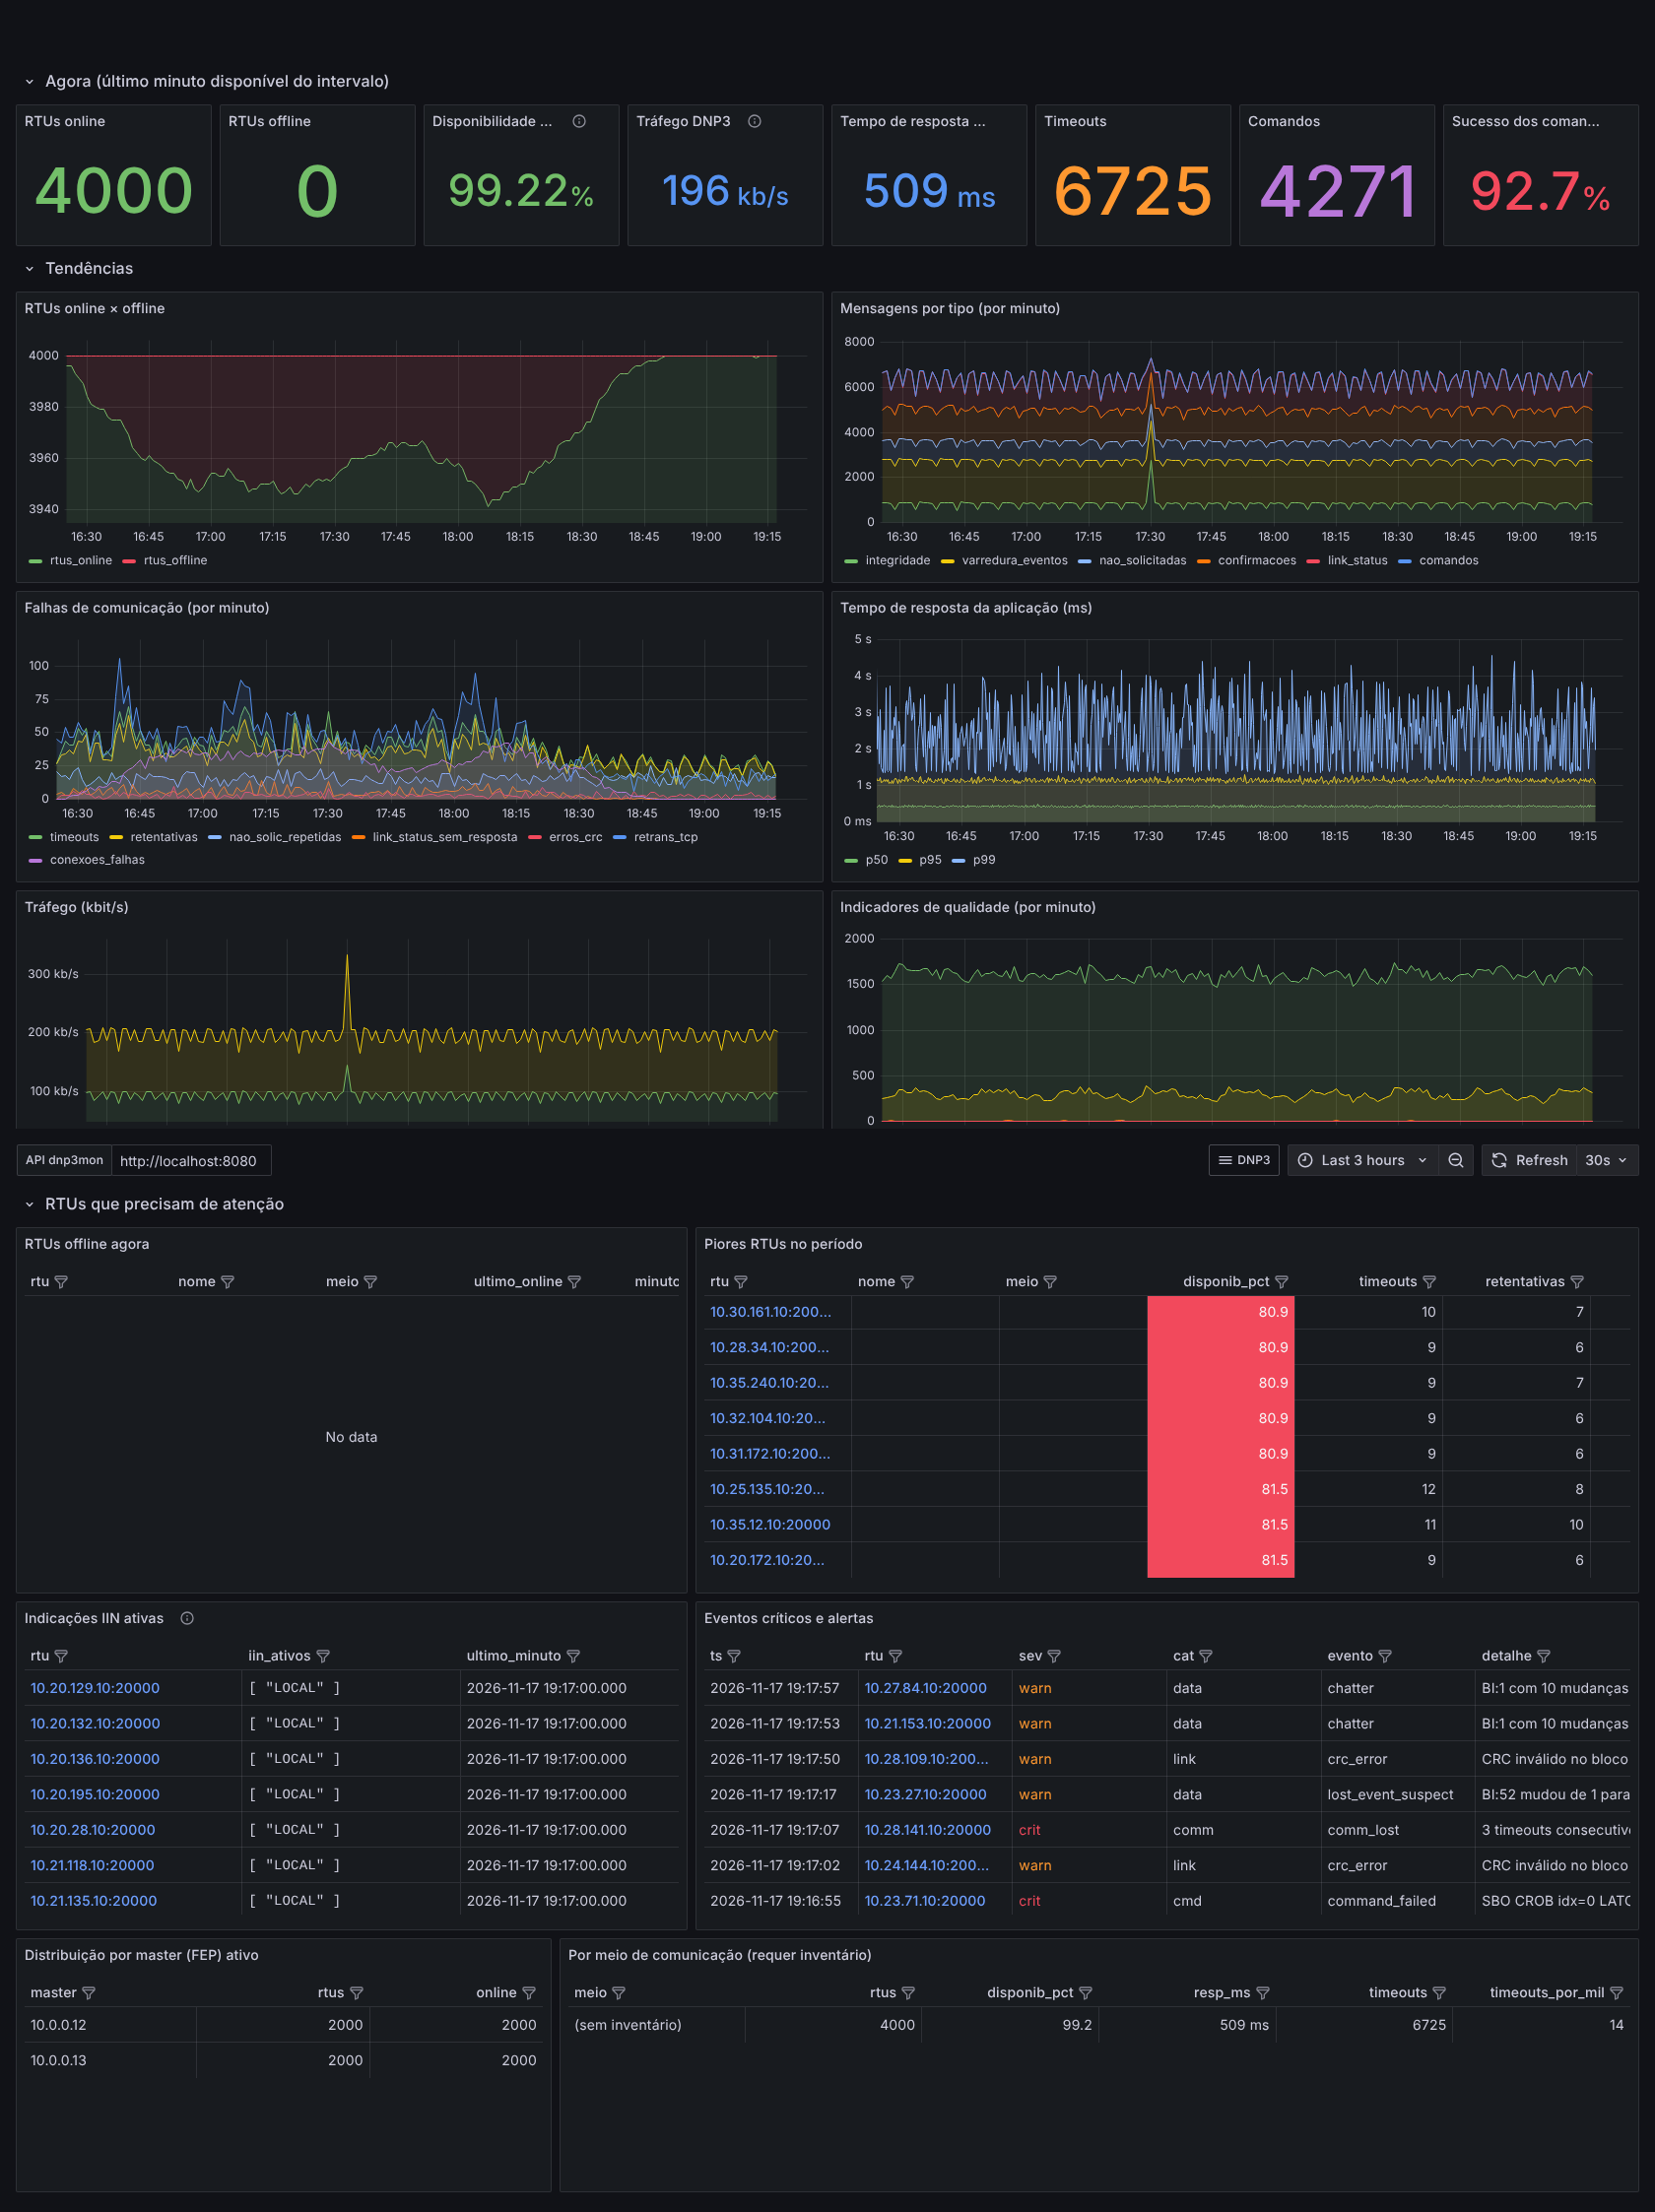 Agora (último minuto disponível do intervalo)
RTUs online
RTUs offline
Disponibilidade ...
Tráfego DNP3
Tempo de resposta ...
Timeouts
Comandos
Sucesso dos coman...
4000
0
99.22%
196 kb/s
509 ms
6725
4271
92.7%
Tendências
RTUs online × offline
4000
3980
3960
3940
16:30 16:45 17:00 17:15 17:30 17:45 18:00 18:15 18:30 18:45 19:00 19:15
rtus_online rtus_offline
Mensagens por tipo (por minuto)
8000
6000
4000
2000
0
16:30 16:45 17:00 17:15 17:30 17:45 18:00 18:15 18:30 18:45 19:00 19:15
integridade varredura_eventos nao_solicitadas confirmacoes link_status comandos
Falhas de comunicação (por minuto)
100
75
50
25
0
16:30 16:45 17:00 17:15 17:30 17:45 18:00 18:15 18:30 18:45 19:00 19:15
timeouts retentativas nao_solic_repetidas link_status_sem_resposta erros_crc retrans_tcp
conexoes_falhas
Tempo de resposta da aplicação (ms)
5 s
4 s
3 s
2 s
1 s
0 ms
16:30 16:45 17:00 17:15 17:30 17:45 18:00 18:15 18:30 18:45 19:00 19:15
p50 p95 p99
Tráfego (kbit/s)
300 kb/s
200 kb/s
100 kb/s
Indicadores de qualidade (por minuto)
2000
1500
1000
500
0
API dnp3mon http://localhost:8080
DNP3 Last 3 hours Refresh 30s
RTUs que precisam de atenção
RTUs offline agora
rtu nome meio ultimo_online minutc
No data
Piores RTUs no período
rtu nome meio disponib_pct timeouts retentativas
10.30.161.10:200... 80.9 10 7
10.28.34.10:200... 80.9 9 6
10.35.240.10:20... 80.9 9 7
10.32.104.10:20... 80.9 9 6
10.31.172.10:200... 80.9 9 6
10.25.135.10:20... 81.5 12 8
10.35.12.10:20000 81.5 11 10
10.20.172.10:20... 81.5 9 6
Indicações IIN ativas
rtu iin_ativos ultimo_minuto
10.20.129.10:20000 [ "LOCAL" ] 2026-11-17 19:17:00.000
10.20.132.10:20000 [ "LOCAL" ] 2026-11-17 19:17:00.000
10.20.136.10:20000 [ "LOCAL" ] 2026-11-17 19:17:00.000
10.20.195.10:20000 [ "LOCAL" ] 2026-11-17 19:17:00.000
10.20.28.10:20000 [ "LOCAL" ] 2026-11-17 19:17:00.000
10.21.118.10:20000 [ "LOCAL" ] 2026-11-17 19:17:00.000
10.21.135.10:20000 [ "LOCAL" ] 2026-11-17 19:17:00.000
Eventos críticos e alertas
ts rtu sev cat evento detalhe
2026-11-17 19:17:57 10.27.84.10:20000 warn data chatter BI:1 com 10 mudanças
2026-11-17 19:17:53 10.21.153.10:20000 warn data chatter BI:1 com 10 mudanças
2026-11-17 19:17:50 10.28.109.10:200... warn link crc_error CRC inválido no bloco
2026-11-17 19:17:17 10.23.27.10:20000 warn data lost_event_suspect BI:52 mudou de 1 para
2026-11-17 19:17:07 10.28.141.10:20000 crit comm comm_lost 3 timeouts consecutiv
2026-11-17 19:17:02 10.24.144.10:200... warn link crc_error CRC inválido no bloco
2026-11-17 19:16:55 10.23.71.10:20000 crit cmd command_failed SBO CROB idx=0 LATC
Distribuição por master (FEP) ativo
master rtus online
10.0.0.12 2000 2000
10.0.0.13 2000 2000
Por meio de comunicação (requer inventário)
meio rtus disponib_pct resp_ms timeouts timeouts_por_mil
(sem inventário) 4000 99.2 509 ms 6725 14